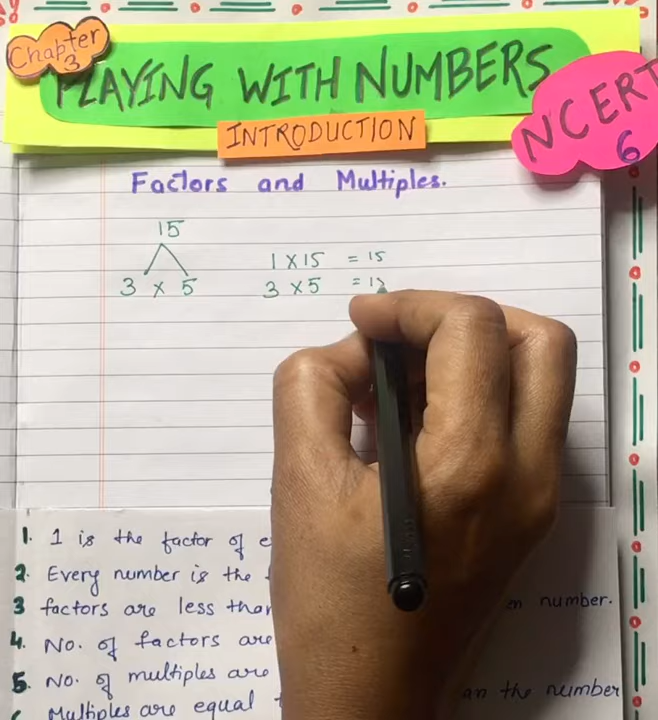 Chapter 3
PLAYING WITH NUMBERS
INTRODUCTION
NCERT 6
Factors and Multiples.
15
3 × 5
1 × 15 = 15
3 × 5 =
1. 1 is the factor of
2. Every number is the
3 factors are less than number.
4. No. of factors are
5. No. of multiples are
Multiples are equal an the number